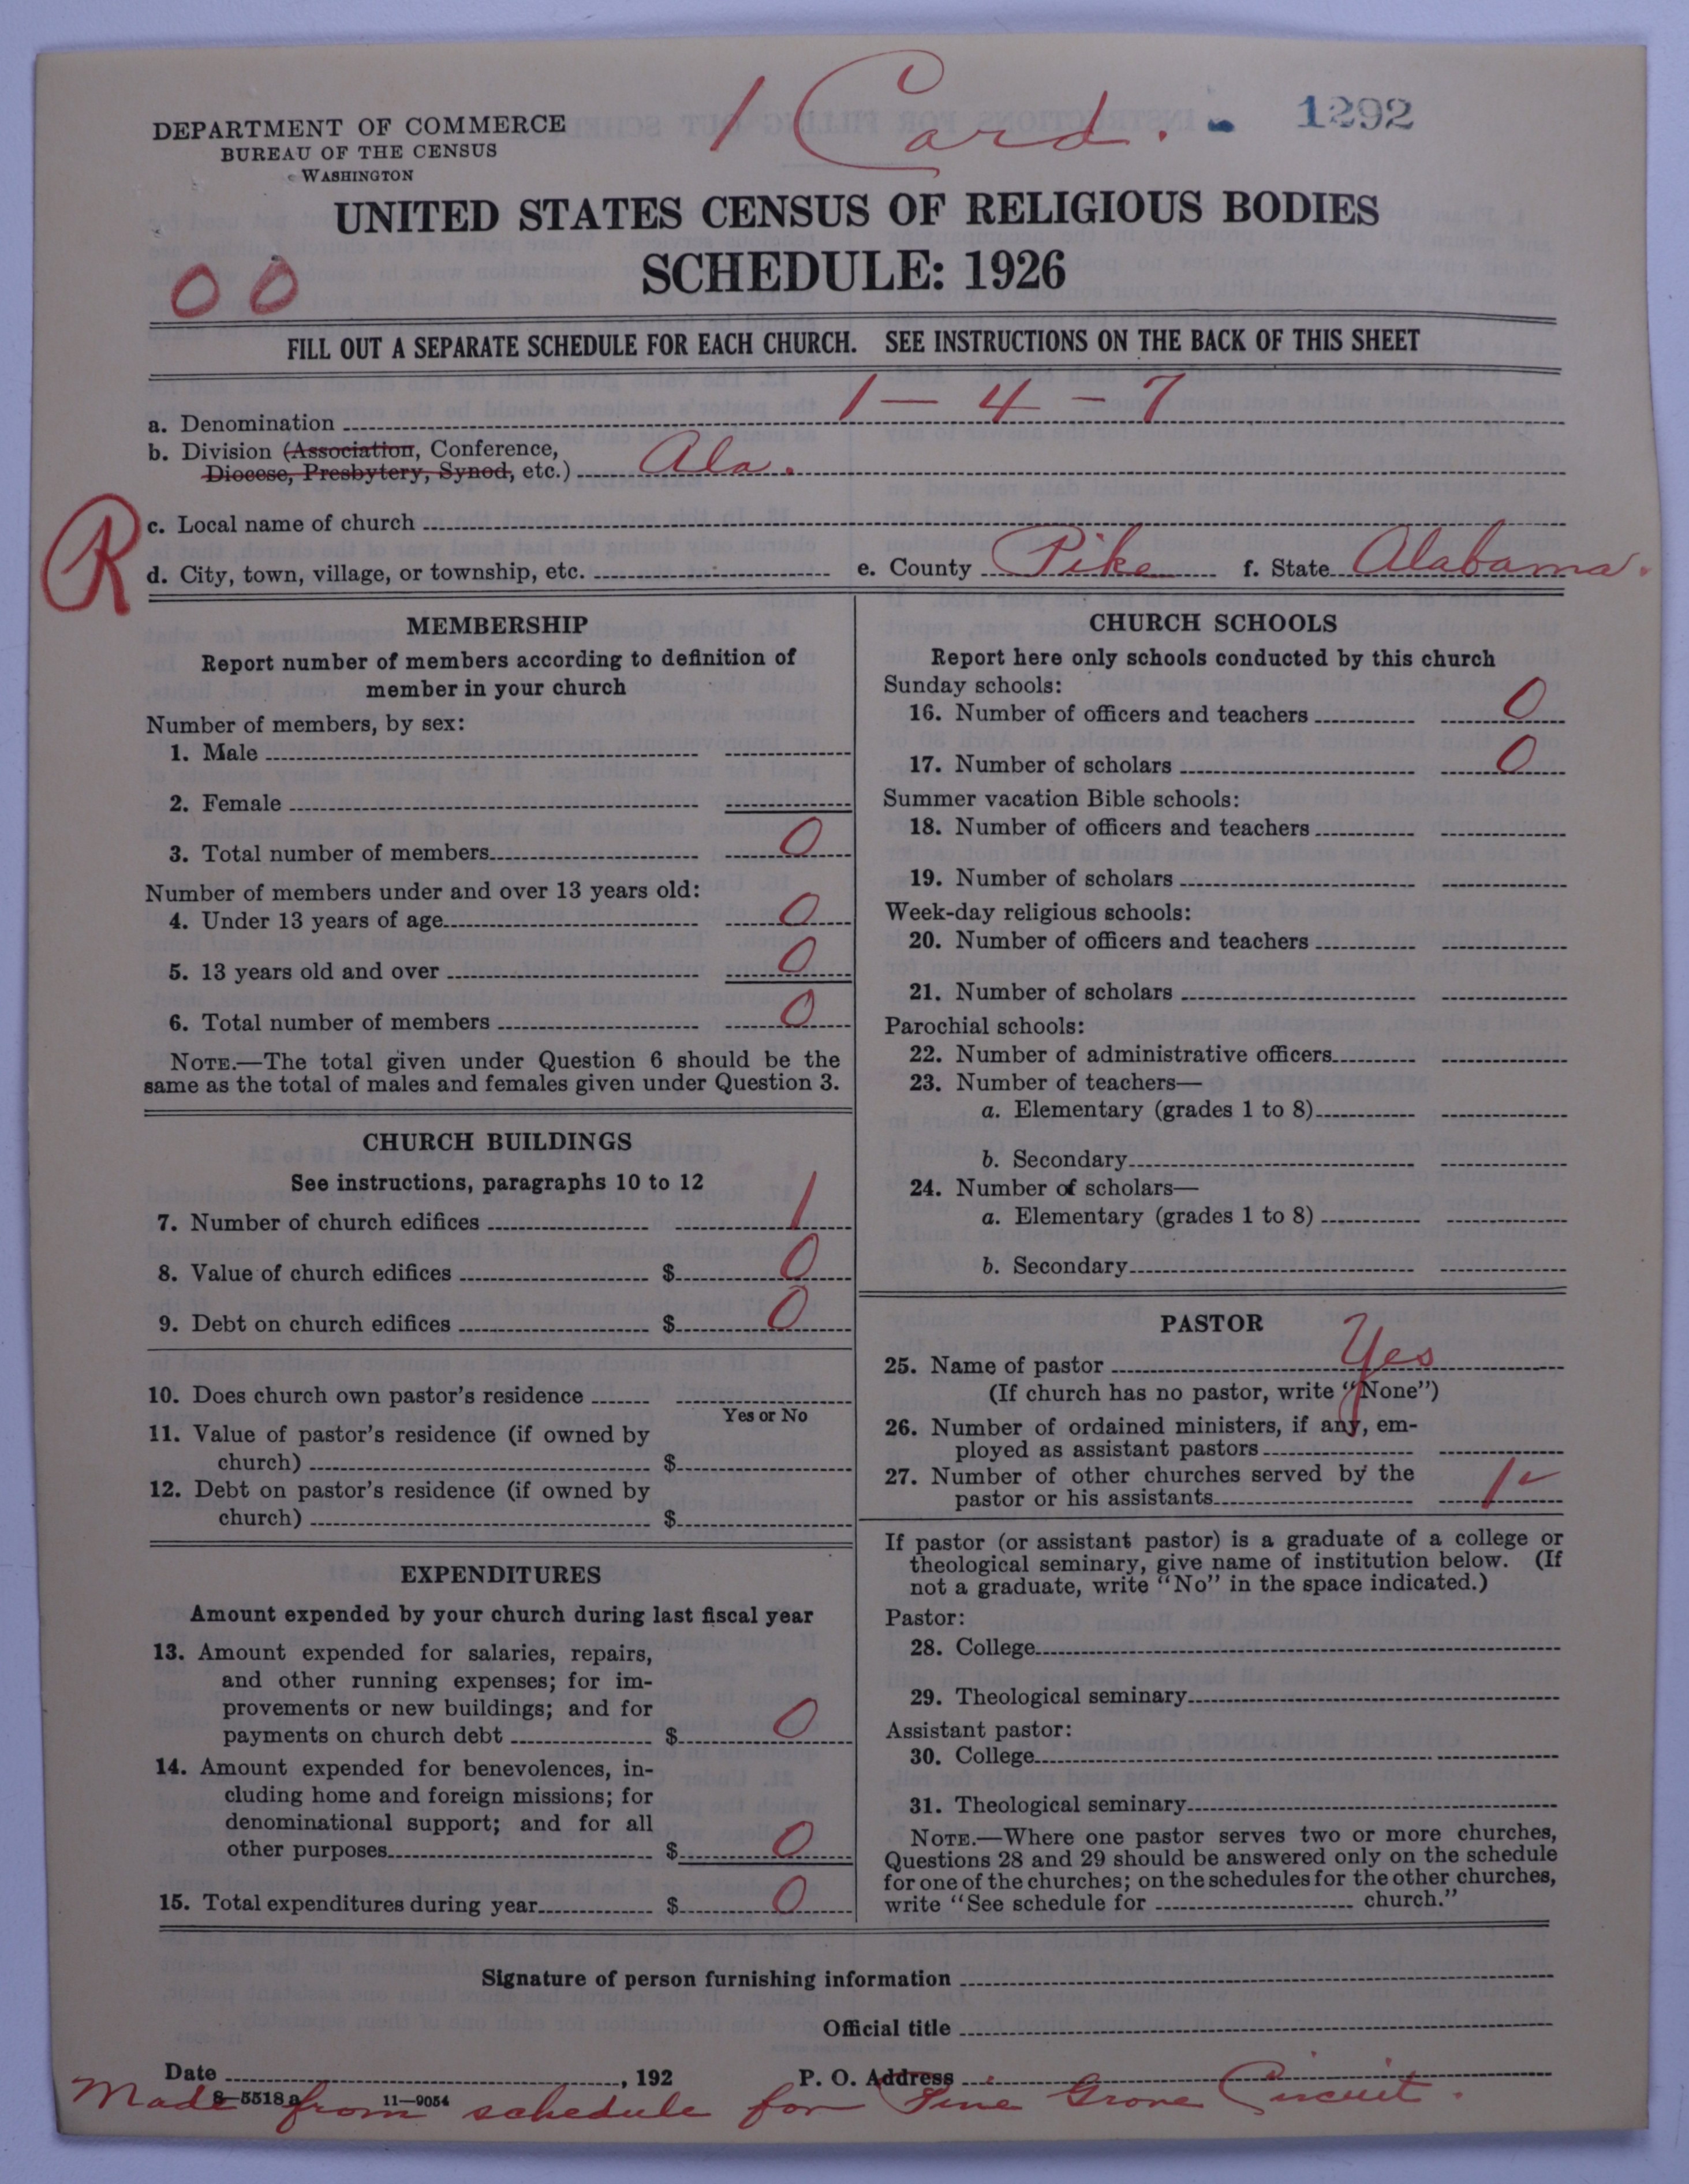 1 Card. - 1292
DEPARTMENT OF COMMERCE
BUREAU OF THE CENSUS
WASHINGTON
UNITED STATES CENSUS OF RELIGIOUS BODIES
SCHEDULE: 1926
00
FILL OUT A SEPARATE SCHEDULE FOR EACH CHURCH. SEE INSTRUCTIONS ON THE BACK OF THIS SHEET
a. Denomination 1 — 4 — 7
b. Division (Association, Conference,
Diocese, Presbytery, Synod, etc.) Ala.
R
c. Local name of church
d. City, town, village, or township, etc. e. County Pike f. State Alabama.
MEMBERSHIP
Report number of members according to definition of
member in your church
Number of members, by sex:
1. Male
2. Female
3. Total number of members 0
Number of members under and over 13 years old:
4. Under 13 years of age 0
5. 13 years old and over 0
6. Total number of members 0
NOTE.—The total given under Question 6 should be the
same as the total of males and females given under Question 3.
CHURCH BUILDINGS
See instructions, paragraphs 10 to 12
7. Number of church edifices 1
8. Value of church edifices $ 0
9. Debt on church edifices $ 0
10. Does church own pastor's residence
Yes or No
11. Value of pastor's residence (if owned by
church) $
12. Debt on pastor's residence (if owned by
church) $
EXPENDITURES
Amount expended by your church during last fiscal year
13. Amount expended for salaries, repairs,
and other running expenses; for im-
provements or new buildings; and for
payments on church debt $ 0
14. Amount expended for benevolences, in-
cluding home and foreign missions; for
denominational support; and for all
other purposes $ 0
15. Total expenditures during year $ 0
CHURCH SCHOOLS
Report here only schools conducted by this church
Sunday schools:
16. Number of officers and teachers 0
17. Number of scholars 0
Summer vacation Bible schools:
18. Number of officers and teachers
19. Number of scholars
Week-day religious schools:
20. Number of officers and teachers
21. Number of scholars
Parochial schools:
22. Number of administrative officers
23. Number of teachers—
a. Elementary (grades 1 to 8)
b. Secondary
24. Number of scholars—
a. Elementary (grades 1 to 8)
b. Secondary
PASTOR
25. Name of pastor Yes
(If church has no pastor, write "None")
26. Number of ordained ministers, if any, em-
ployed as assistant pastors
27. Number of other churches served by the
pastor or his assistants 1
If pastor (or assistant pastor) is a graduate of a college or
theological seminary, give name of institution below. (If
not a graduate, write "No" in the space indicated.)
Pastor:
28. College
29. Theological seminary
Assistant pastor:
30. College
31. Theological seminary
NOTE.—Where one pastor serves two or more churches,
Questions 28 and 29 should be answered only on the schedule
for one of the churches; on the schedules for the other churches,
write "See schedule for church."
Signature of person furnishing information
Official title
Date , 192 P. O. Address
8—5518 a 11—9054
Made from schedule for Pine Grove Circuit.